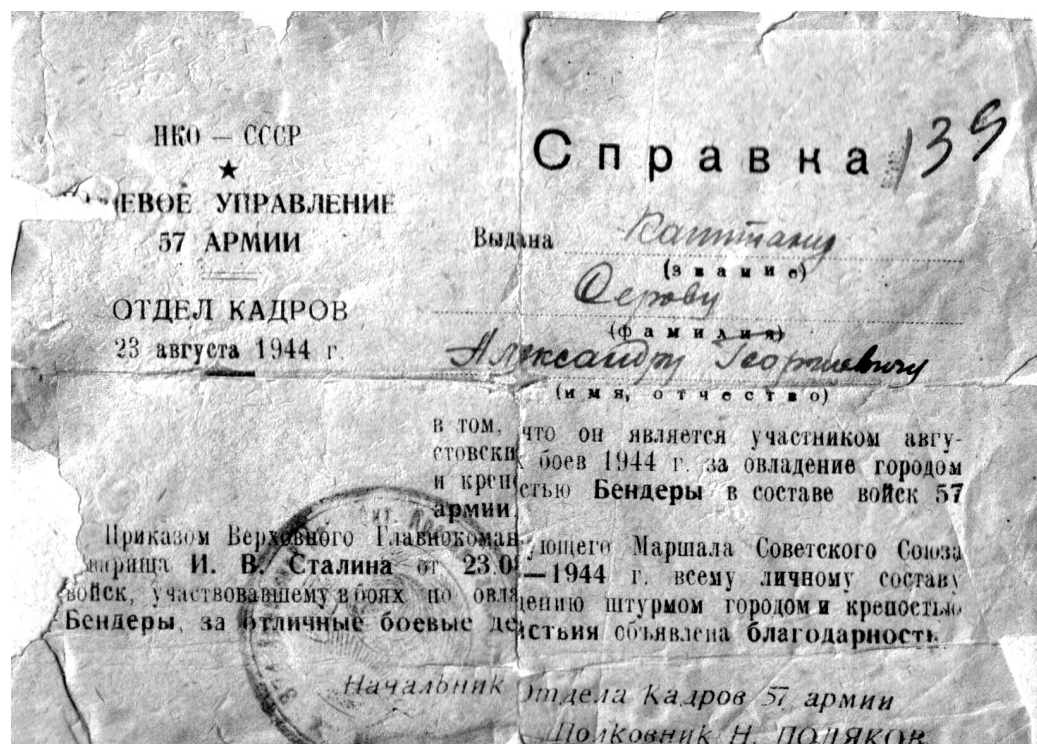 НКО — СССР
ЕВОЕ УПРАВЛЕНИЕ
57 АРМИИ
ОТДЕЛ КАДРОВ
23 августа 1944 г.
Справка 139
Выдана Капитану
(звание)
Серову
(фамилия)
Александру Георгиевичу
(имя, отчество)
в том, что он является участником авгу-
стовских боев 1944 г. за овладение городом
и крепостью Бендеры в составе войск 57
армии.
Приказом Верховного Главнокомандующего Маршала Советского Союза
товарища И. В. Сталина от 23.08—1944 г. всему личному составу
войск, участвовавшему в боях по овладению штурмом городом и крепостью
Бендеры, за отличные боевые действия объявлена благодарность.
Начальник Отдела Кадров 57 армии
Полковник Н. ПОЛЯКОВ